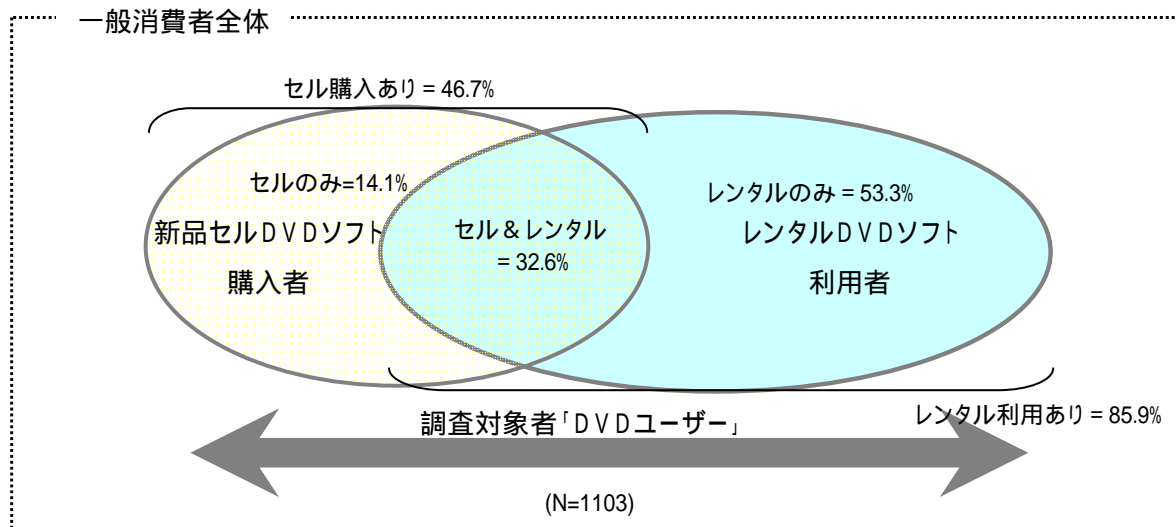 一般消費者全体
セル購入あり = 46.7%
セルのみ=14.1%
新品セルＤＶＤソフト
購入者
セル＆レンタル
= 32.6%
レンタルのみ = 53.3%
レンタルＤＶＤソフト
利用者
レンタル利用あり = 85.9%
調査対象者「ＤＶＤユーザー」
(N=1103)